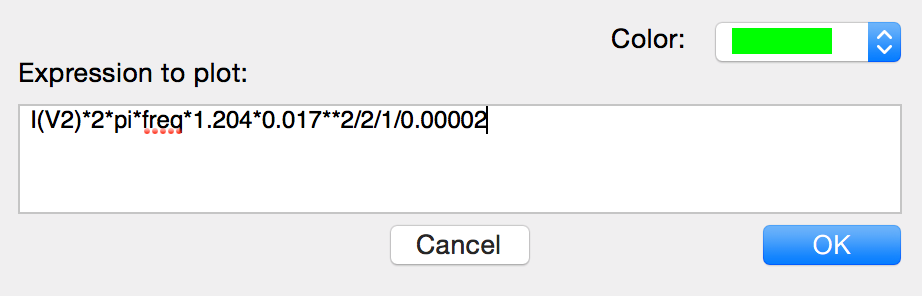 Color:
Expression to plot:
I(V2)*2*pi*freq*1.204*0.017**2/2/1/0.00002
Cancel
OK